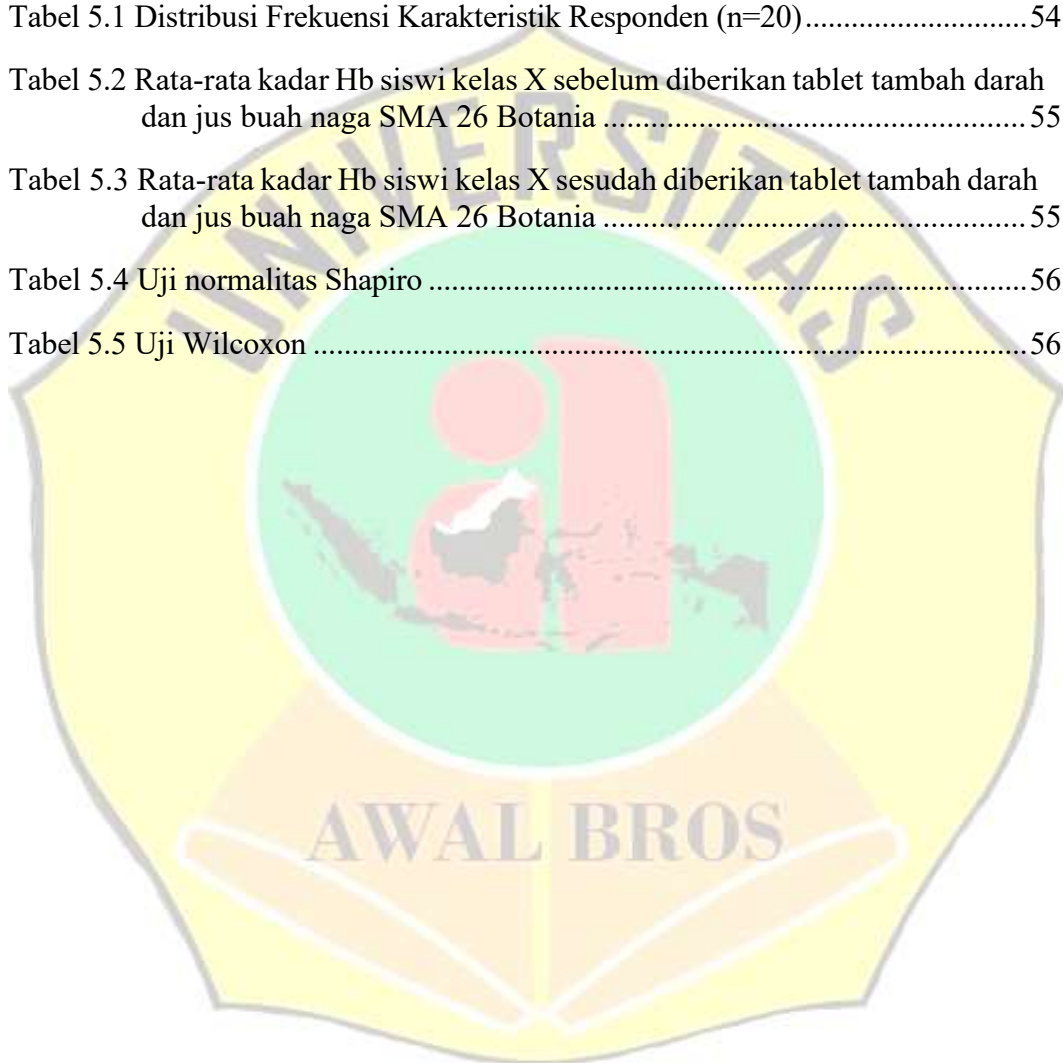 Tabel 5.1 Distribusi Frekuensi Karakteristik Responden (n=20)............................54
Tabel 5.2 Rata-rata kadar Hb siswi kelas X sebelum diberikan tablet tambah darah
dan jus buah naga SMA 26 Botania .....................................................55
Tabel 5.3 Rata-rata kadar Hb siswi kelas X sesudah diberikan tablet tambah darah
dan jus buah naga SMA 26 Botania .....................................................55
Tabel 5.4 Uji normalitas Shapiro ...........................................................................56
Tabel 5.5 Uji Wilcoxon ..........................................................................................56
UNIVERSITAS
AWAL BROS